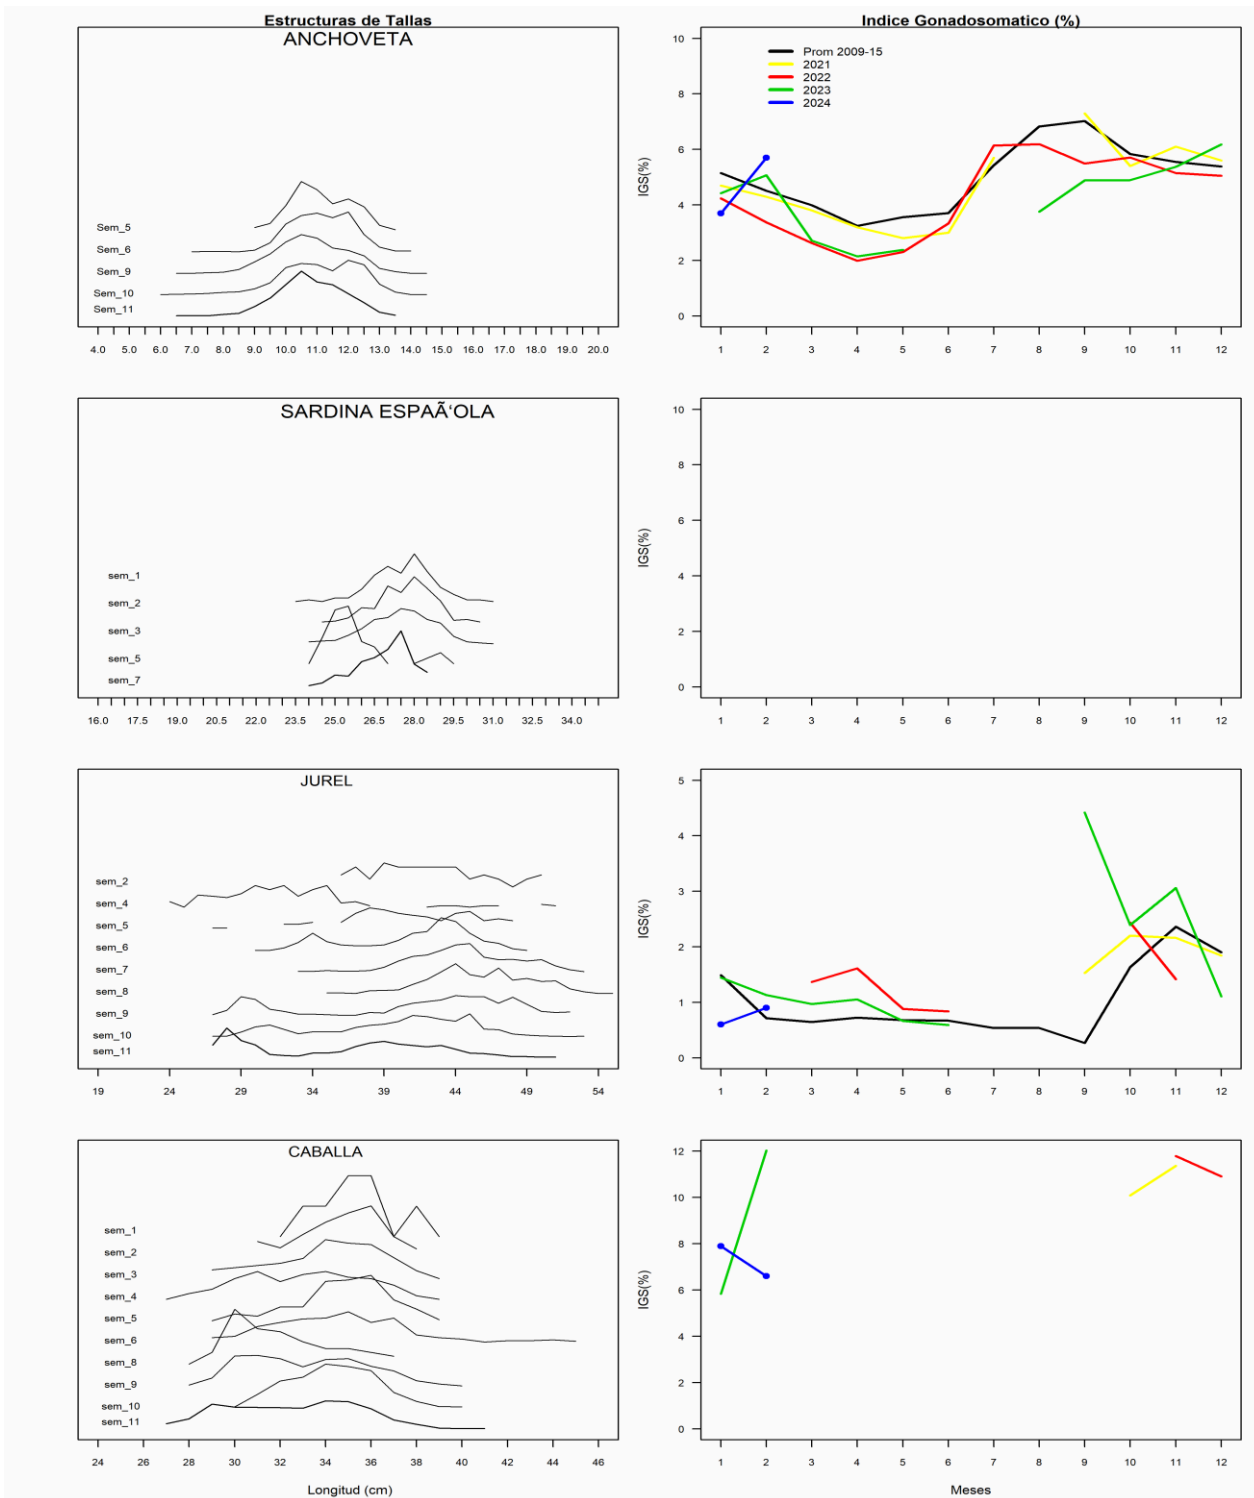 Estructuras de Tallas
ANCHOVETA
Sem_5
Sem_6
Sem_9
Sem_10
Sem_11
4.0 5.0 6.0 7.0 8.0 9.0 10.0 11.0 12.0 13.0 14.0 15.0 16.0 17.0 18.0 19.0 20.0
Indice Gonadosomatico (%)
Prom 2009-15
2021
2022
2023
2024
IGS(%)
10
8
6
4
2
0
1 2 3 4 5 6 7 8 9 10 11 12
SARDINA ESPAÃ‘OLA
sem_1
sem_2
sem_3
sem_5
sem_7
16.0 17.5 19.0 20.5 22.0 23.5 25.0 26.5 28.0 29.5 31.0 32.5 34.0
IGS(%)
10
8
6
4
2
0
1 2 3 4 5 6 7 8 9 10 11 12
JUREL
sem_2
sem_4
sem_5
sem_6
sem_7
sem_8
sem_9
sem_10
sem_11
19 24 29 34 39 44 49 54
IGS(%)
5
4
3
2
1
0
1 2 3 4 5 6 7 8 9 10 11 12
CABALLA
sem_1
sem_2
sem_3
sem_4
sem_5
sem_6
sem_8
sem_9
sem_10
sem_11
24 26 28 30 32 34 36 38 40 42 44 46
Longitud (cm)
IGS(%)
12
10
8
6
4
2
0
1 2 3 4 5 6 7 8 9 10 11 12
Meses